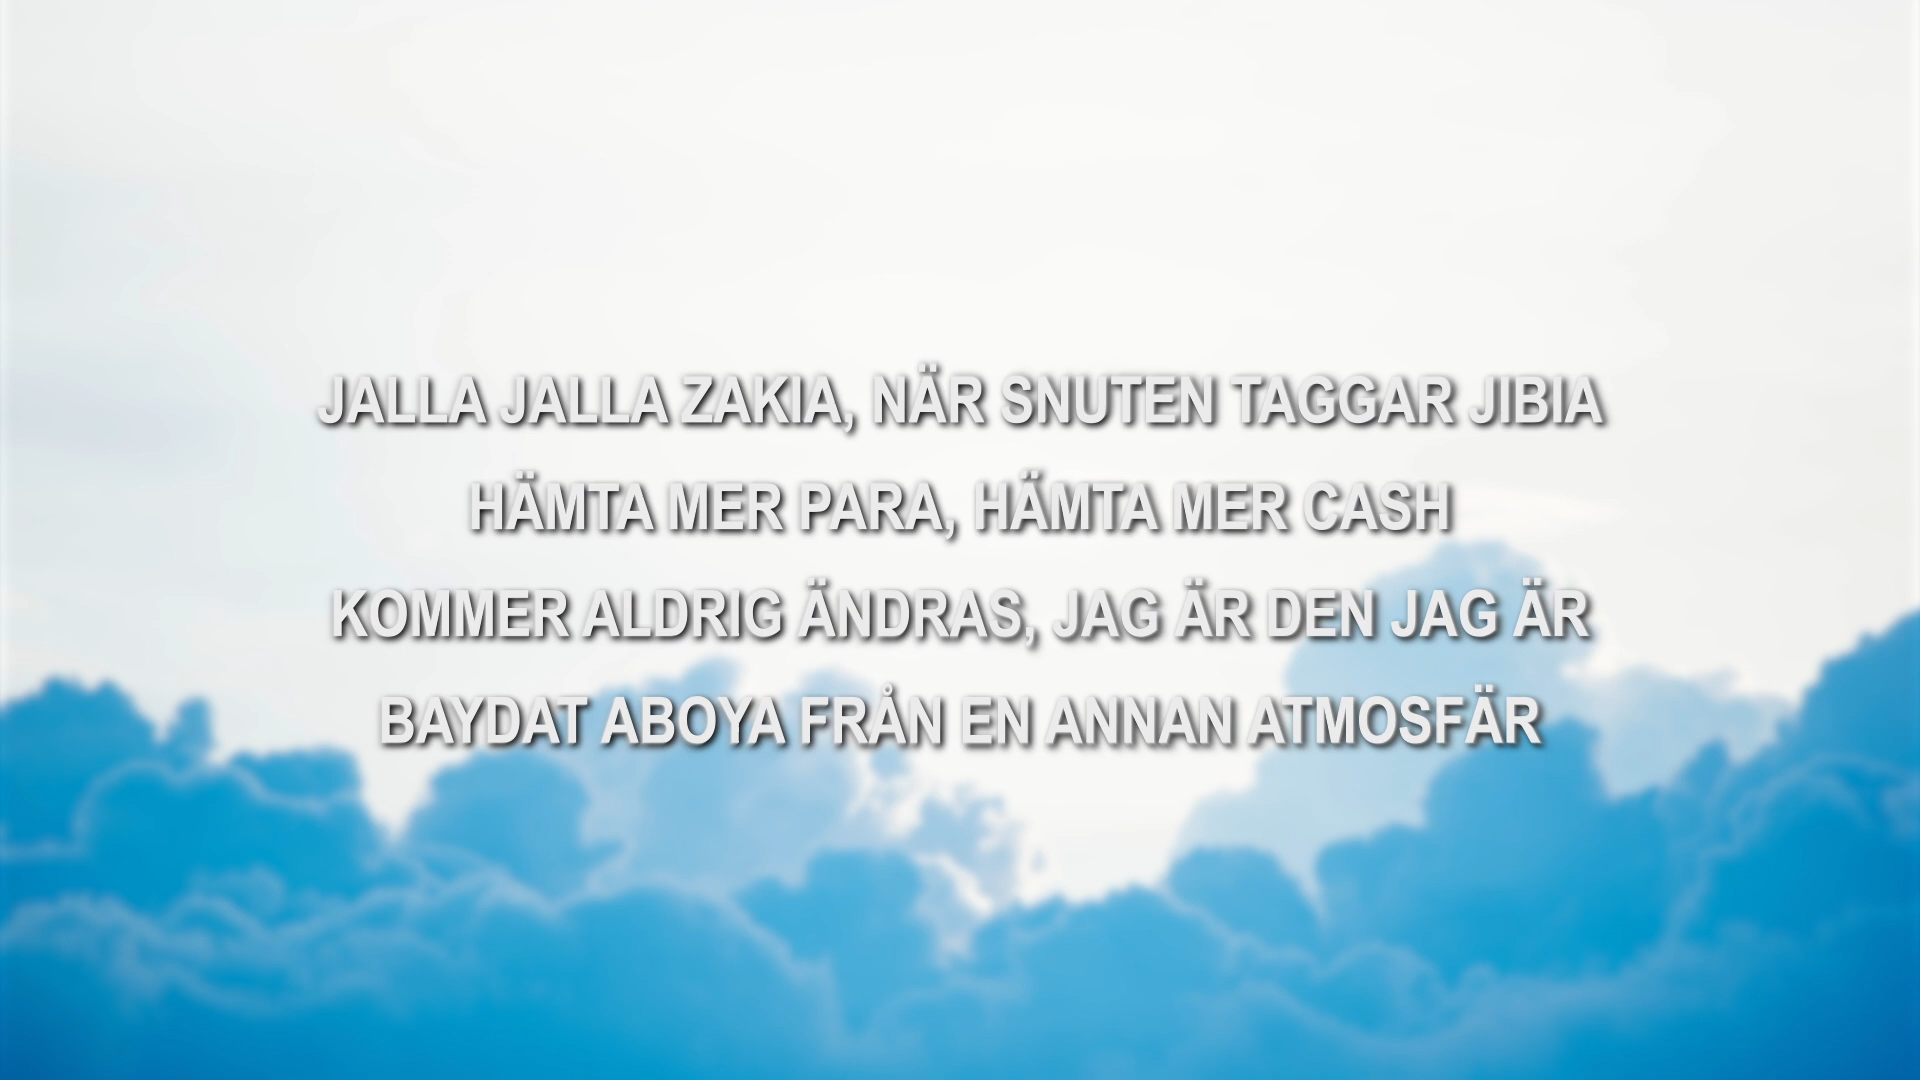 JALLA JALLA ZAKIA, NÄR SNUTEN TAGGAR JIBIA
HÄMTA MER PARA, HÄMTA MER CASH
KOMMER ALDRIG ÄNDRAS, JAG ÄR DEN JAG ÄR
BAYDAT ABOYA FRÅN EN ANNAN ATMOSFÄR